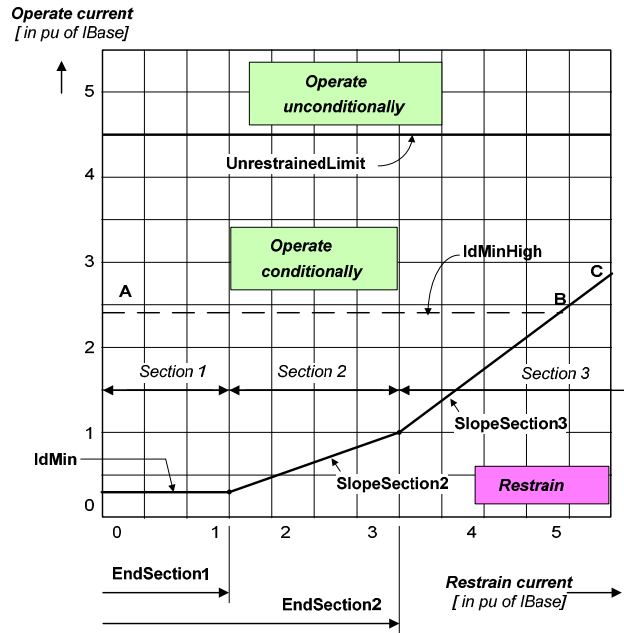 Operate current
[ in pu of IBase]
5
Operate
unconditionally
UnrestrainedLimit
4
3
Operate
conditionally
IdMinHigh
A
B
C
2
Section 1
Section 2
Section 3
1
SlopeSection3
IdMin
SlopeSection2
Restrain
0
0 1 2 3 4 5
EndSection1
Restrain current
[ in pu of IBase]
EndSection2